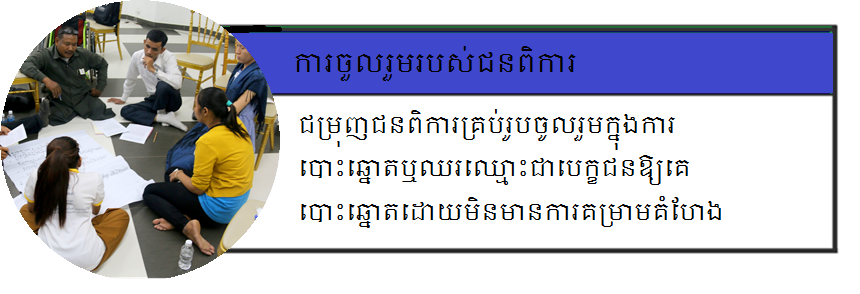 ការចូលរួមរបស់ជនពិការ
ជម្រុញជនពិការគ្រប់រូបចូលរួមក្នុងការ
បោះឆ្នោតឬឈរឈ្មោះជាបេក្ខជនឱ្យគេ
បោះឆ្នោតដោយមិនមានការគម្រាមគំហែង